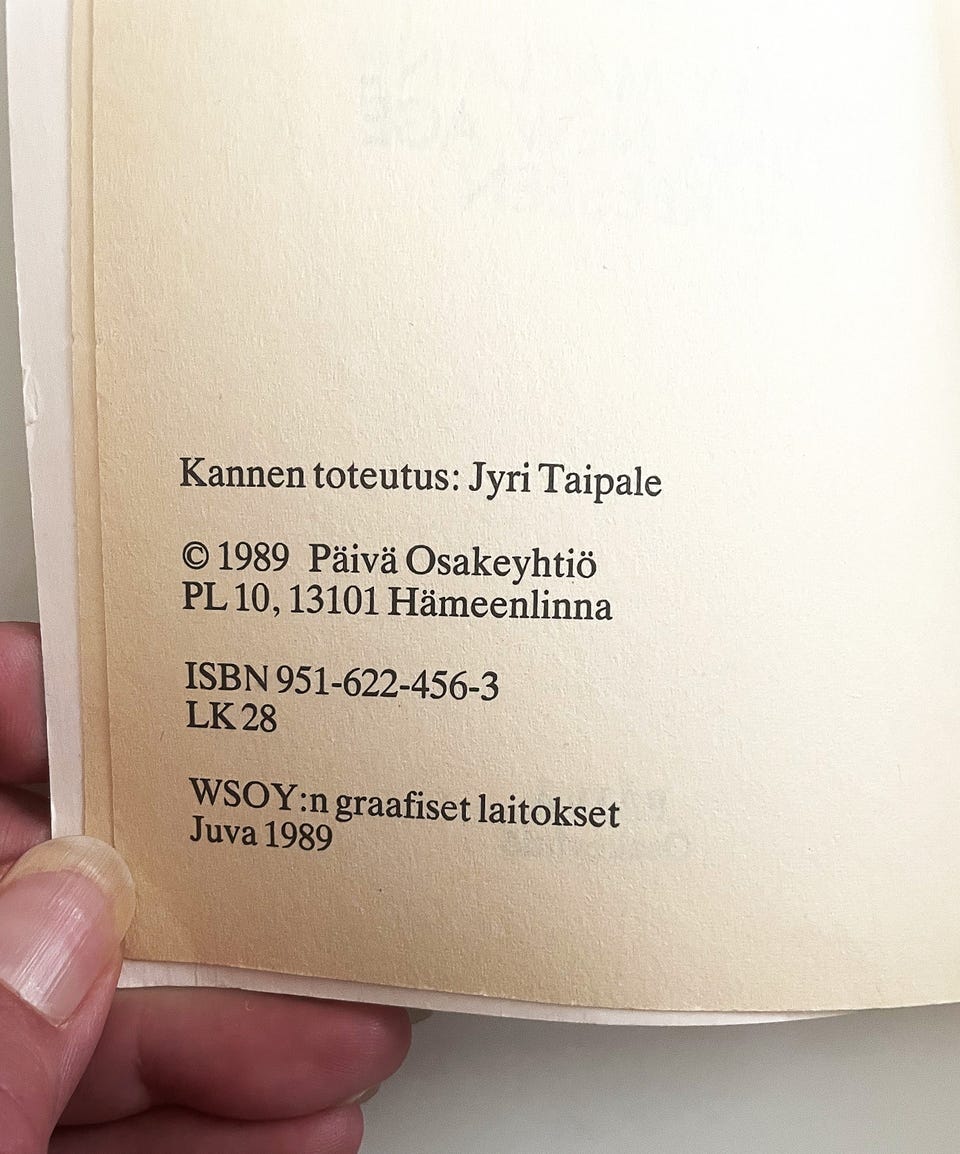 Kannen toteutus: Jyri Taipale
© 1989 Päivä Osakeyhtiö
PL 10, 13101 Hämeenlinna
ISBN 951-622-456-3
LK 28
WSOY:n graafiset laitokset
Juva 1989